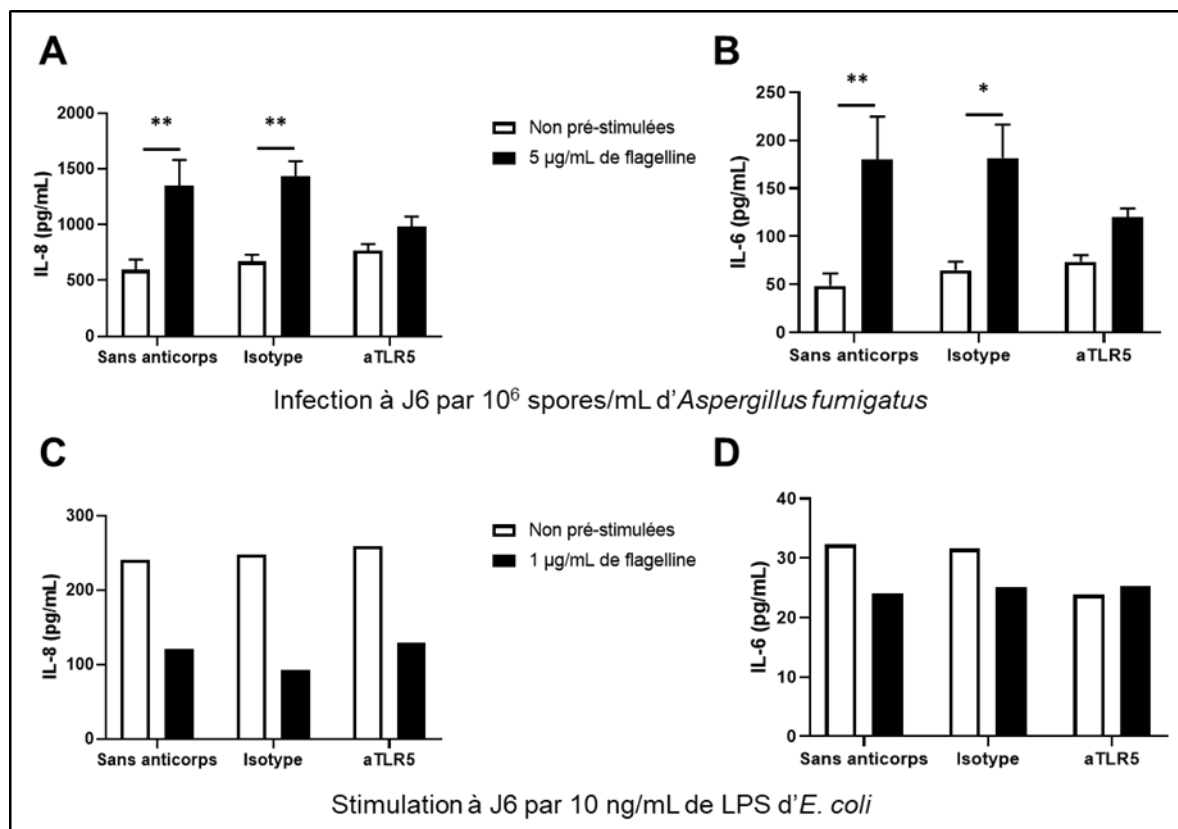 A
B
IL-8 (pg/mL)
2000
1500
1000
500
0
**
**
Sans anticorps
Isotype
aTLR5
Non pré-stimulées
5 µg/mL de flagelline
IL-6 (pg/mL)
250
200
150
100
50
0
**
*
Sans anticorps
Isotype
aTLR5
Infection à J6 par 10⁶ spores/mL d’Aspergillus fumigatus
C
D
IL-8 (pg/mL)
300
200
100
0
Sans anticorps
Isotype
aTLR5
Non pré-stimulées
1 µg/mL de flagelline
IL-6 (pg/mL)
40
30
20
10
0
Sans anticorps
Isotype
aTLR5
Stimulation à J6 par 10 ng/mL de LPS d’E. coli